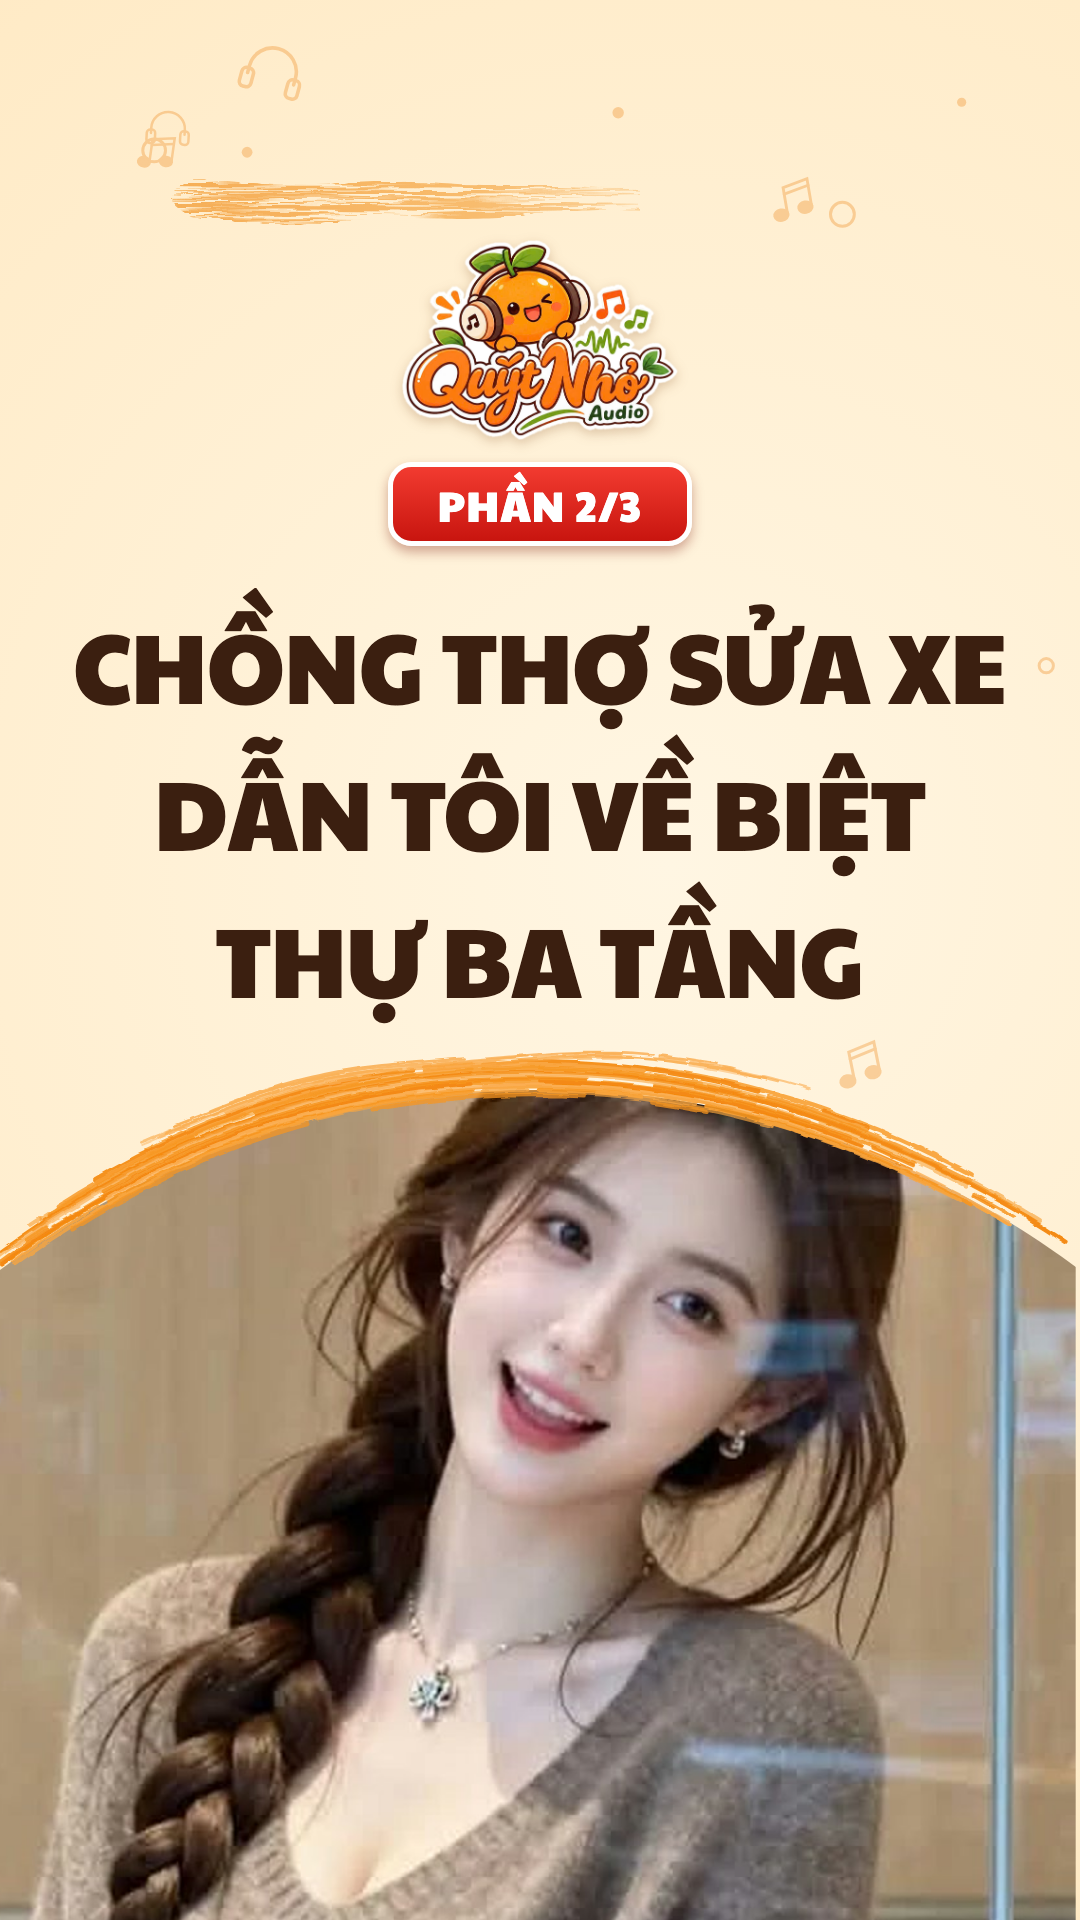 Quýt Nhỏ
Audio
PHẦN 2/3
CHỒNG THỢ SỬA XE
DẪN TÔI VỀ BIỆT
THỰ BA TẦNG